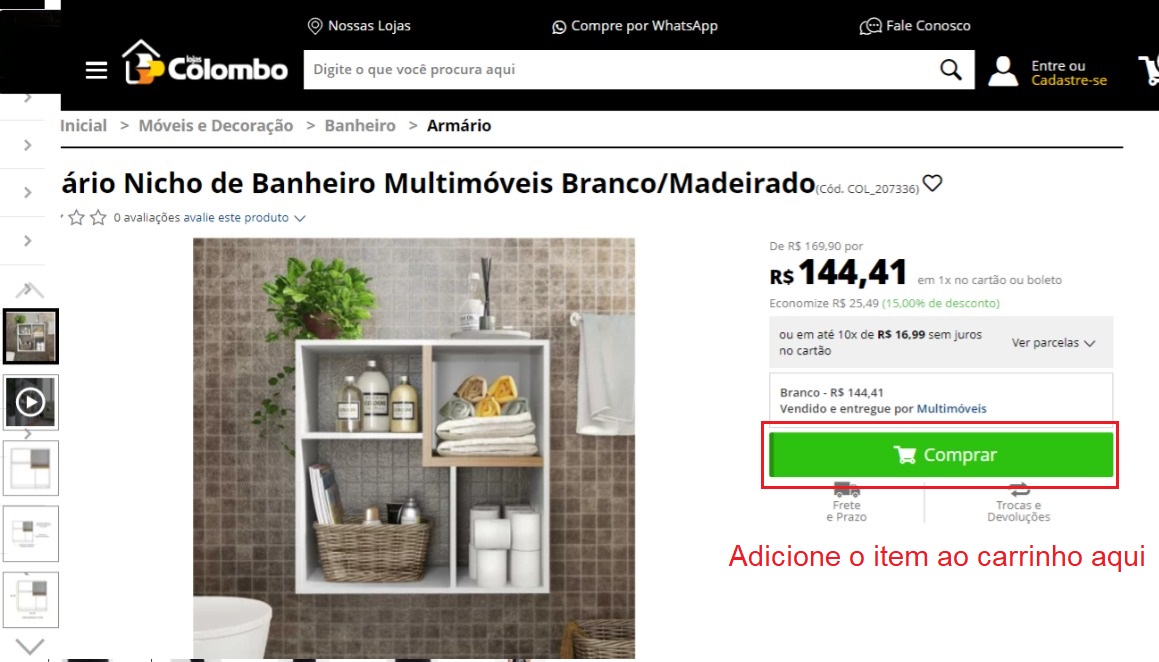 Nossas Lojas
Compre por WhatsApp
Fale Conosco
lojas
Colombo
Digite o que você procura aqui
Entre ou
Cadastre-se
Inicial > Móveis e Decoração > Banheiro > Armário
ário Nicho de Banheiro Multimóveis Branco/Madeirado (Cód. COL_207336)
0 avaliações avalie este produto
De R$ 169,90 por
R$ 144,41 em 1x no cartão ou boleto
Economize R$ 25,49 (15,00% de desconto)
ou em até 10x de R$ 16,99 sem juros
no cartão
Ver parcelas
Branco - R$ 144,41
Vendido e entregue por Multimóveis
Comprar
Frete
e Prazo
Trocas e
Devoluções
Adicione o item ao carrinho aqui